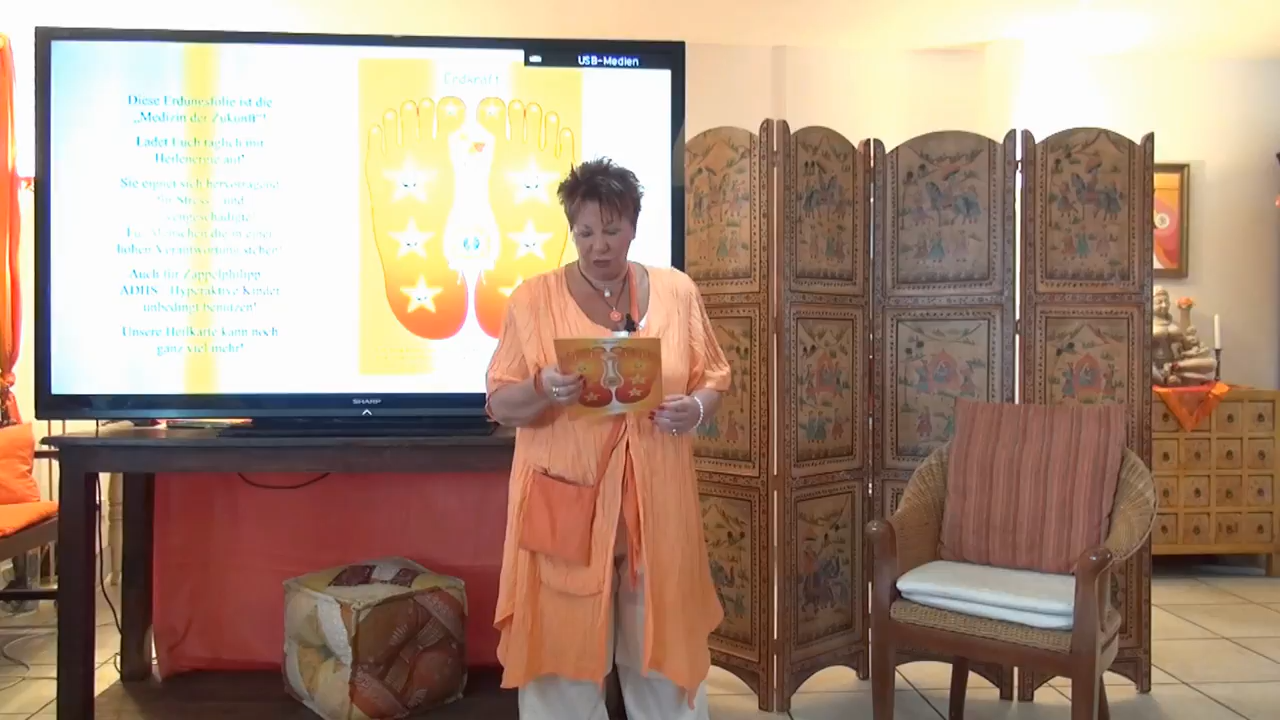 USB-Medien
Erdkraft
Diese Erdungsfolie ist die
„Medizin der Zukunft"!
Ladet Euch täglich mit
Heilenergie auf!
Sie eignet sich hervorragend
Stress und
Für Menschen die in einer
hohen Verantwortung stehen!
Auch für Zappelphilipp
ADHS - Hyperaktive Kinder
unbedingt benutzen!
Unsere Heilkarte kann noch
ganz viel mehr!
SHARP